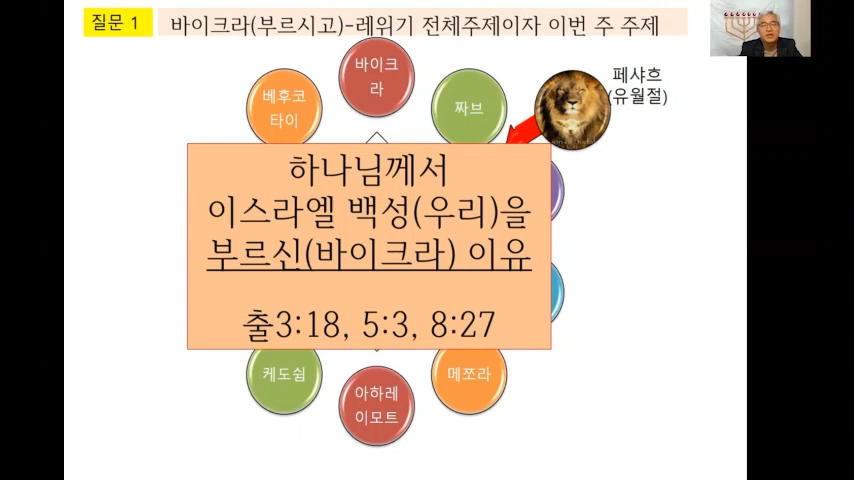 질문 1
바이크라(부르시고)-레위기 전체주제이자 이번 주 주제
바이크
라
베후코
타이
짜브
페샤흐
(유월절)
하나님께서
이스라엘 백성(우리)을
부르신(바이크라) 이유
출3:18, 5:3, 8:27
케도쉼
메쪼라
아하레
이모트